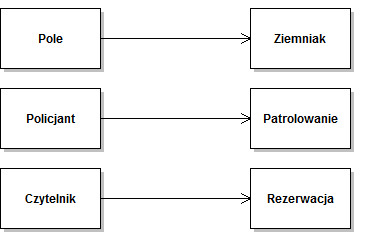 Pole Ziemniak
Policjant Patrolowanie
Czytelnik Rezerwacja